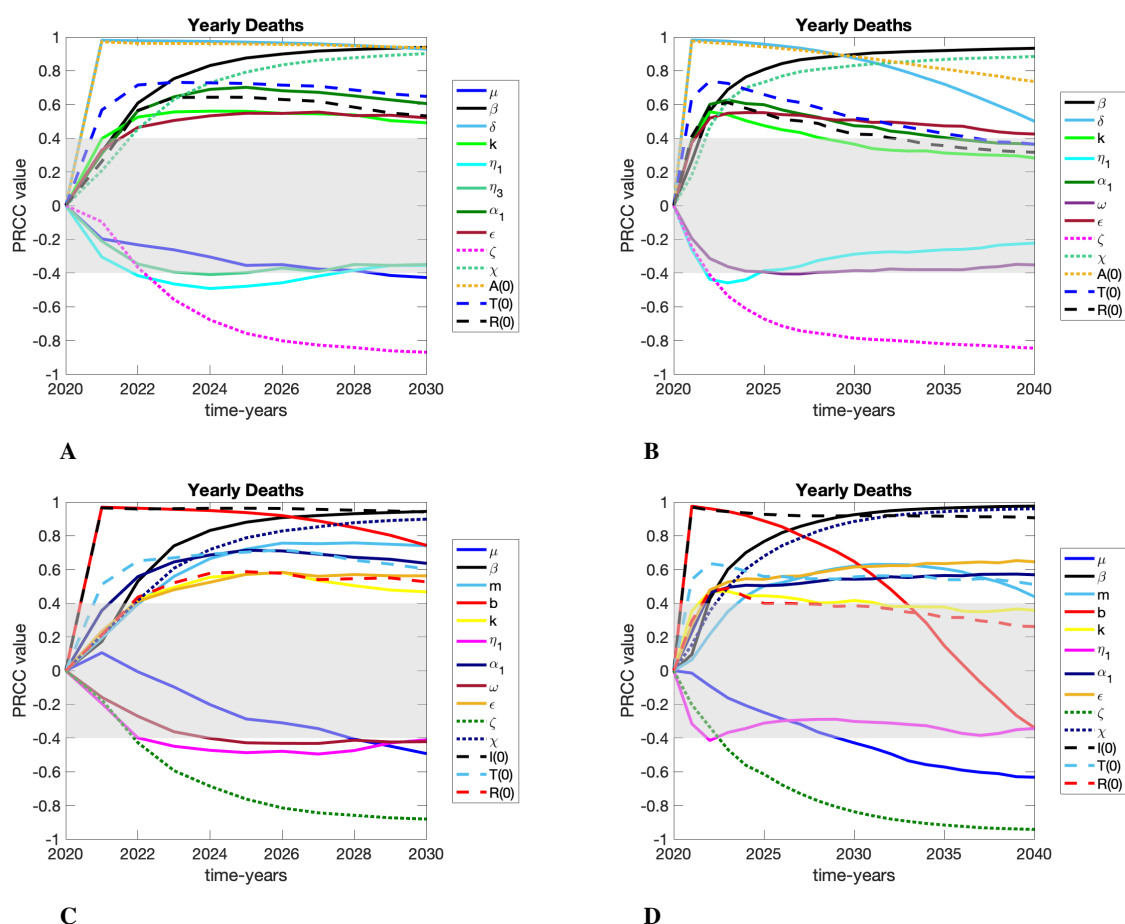 Yearly Deaths
PRCC value
1
0.8
0.6
0.4
0.2
0
-0.2
-0.4
-0.6
-0.8
-1
2020 2022 2024 2026 2028 2030
time-years
μ
β
δ
k
η1
η3
α1
ϵ
ζ
χ
A(0)
T(0)
R(0)
A
Yearly Deaths
PRCC value
1
0.8
0.6
0.4
0.2
0
-0.2
-0.4
-0.6
-0.8
-1
2020 2025 2030 2035 2040
time-years
β
δ
k
η1
α1
ω
ϵ
ζ
χ
A(0)
T(0)
R(0)
B
Yearly Deaths
PRCC value
1
0.8
0.6
0.4
0.2
0
-0.2
-0.4
-0.6
-0.8
-1
2020 2022 2024 2026 2028 2030
time-years
μ
β
m
b
k
η1
α1
ω
ϵ
ζ
χ
I(0)
T(0)
R(0)
C
Yearly Deaths
PRCC value
1
0.8
0.6
0.4
0.2
0
-0.2
-0.4
-0.6
-0.8
-1
2020 2025 2030 2035 2040
time-years
μ
β
m
b
k
η1
α1
ϵ
ζ
χ
I(0)
T(0)
R(0)
D